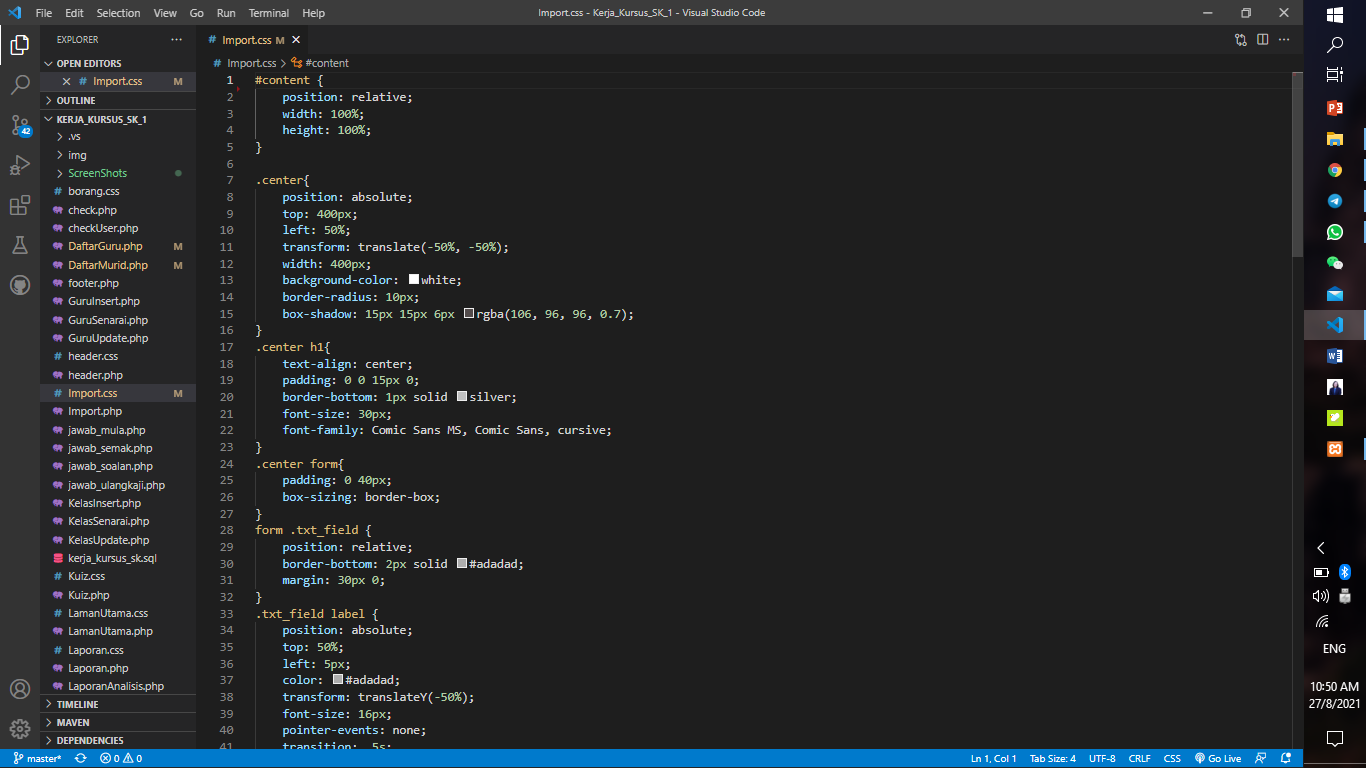 File Edit Selection View Go Run Terminal Help
Import.css - Kerja_Kursus_SK_1 - Visual Studio Code
EXPLORER
OPEN EDITORS
Import.css M
OUTLINE
KERJA_KURSUS_SK_1
.vs
img
ScreenShots
borang.css
check.php
checkUser.php
DaftarGuru.php M
DaftarMurid.php M
footer.php
GuruInsert.php
GuruSenarai.php
GuruUpdate.php
header.css
header.php
Import.css M
Import.php
jawab_mula.php
jawab_semak.php
jawab_soalan.php
jawab_ulangkaji.php
KelasInsert.php
KelasSenarai.php
KelasUpdate.php
kerja_kursus_sk.sql
Kuiz.css
Kuiz.php
LamanUtama.css
LamanUtama.php
Laporan.css
Laporan.php
LaporanAnalisis.php
TIMELINE
MAVEN
DEPENDENCIES
42
# Import.css M
# Import.css > #content
1 #content {
2 position: relative;
3 width: 100%;
4 height: 100%;
5 }
6
7 .center{
8 position: absolute;
9 top: 400px;
10 left: 50%;
11 transform: translate(-50%, -50%);
12 width: 400px;
13 background-color: white;
14 border-radius: 10px;
15 box-shadow: 15px 15px 6px rgba(106, 96, 96, 0.7);
16 }
17 .center h1{
18 text-align: center;
19 padding: 0 0 15px 0;
20 border-bottom: 1px solid silver;
21 font-size: 30px;
22 font-family: Comic Sans MS, Comic Sans, cursive;
23 }
24 .center form{
25 padding: 0 40px;
26 box-sizing: border-box;
27 }
28 form .txt_field {
29 position: relative;
30 border-bottom: 2px solid #adadad;
31 margin: 30px 0;
32 }
33 .txt_field label {
34 position: absolute;
35 top: 50%;
36 left: 5px;
37 color: #adadad;
38 transform: translateY(-50%);
39 font-size: 16px;
40 pointer-events: none;
41 transition: .5s;
master* 0 0
Ln 1, Col 1 Tab Size: 4 UTF-8 CRLF CSS Go Live
ENG
10:50 AM
27/8/2021